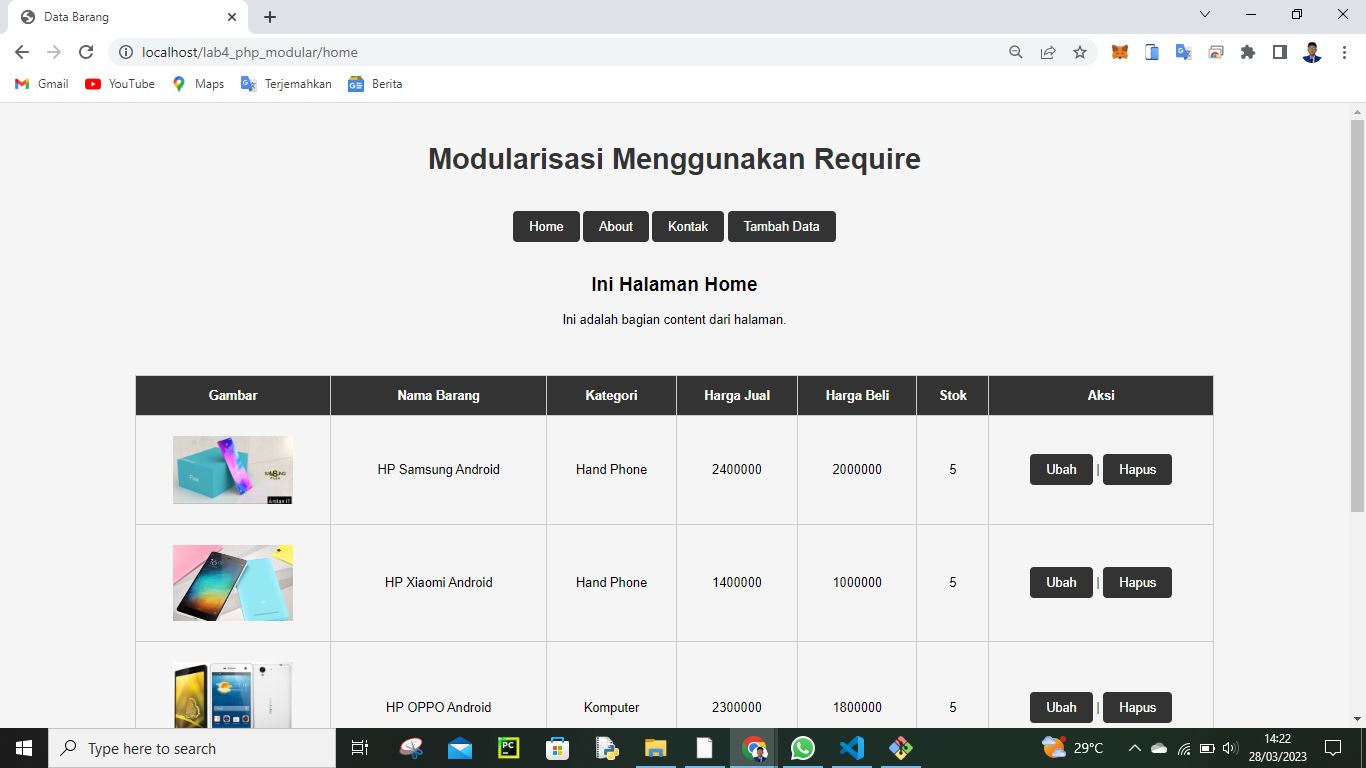 Data Barang
localhost/lab4_php_modular/home
Gmail YouTube Maps Terjemahkan Berita
Modularisasi Menggunakan Require
Home About Kontak Tambah Data
Ini Halaman Home
Ini adalah bagian content dari halaman.
Gambar Nama Barang Kategori Harga Jual Harga Beli Stok Aksi
HP Samsung Android Hand Phone 2400000 2000000 5 Ubah | Hapus
Arslan IT
HP Xiaomi Android Hand Phone 1400000 1000000 5 Ubah | Hapus
HP OPPO Android Komputer 2300000 1800000 5 Ubah | Hapus
Type here to search
PC
29°C
14:22
28/03/2023